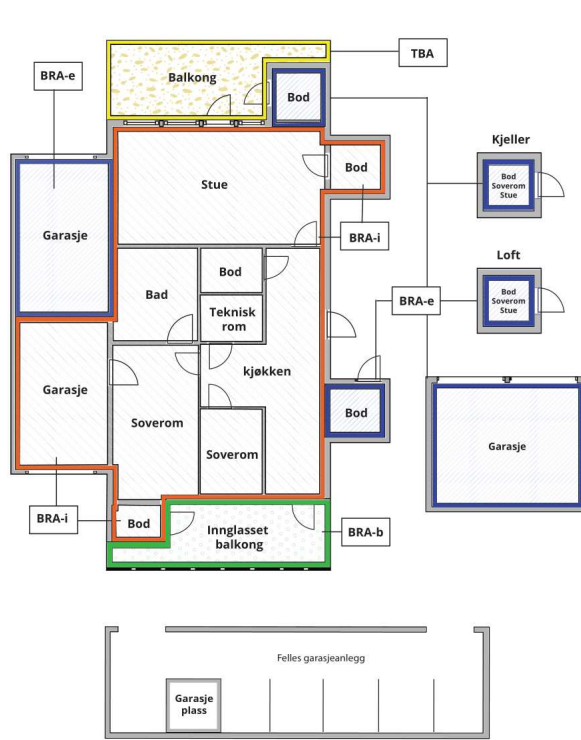 TBA
BRA-e
Balkong
Bod
Kjeller
Bod
Soverom
Stue
Bod
Stue
BRA-i
Garasje
Loft
Bod
Bad
Bod
Soverom
Stue
BRA-e
Teknisk
rom
kjøkken
Garasje
Bod
Soverom
Garasje
Soverom
BRA-i
Bod
Innglasset
balkong
BRA-b
Felles garasjeanlegg
Garasje
plass